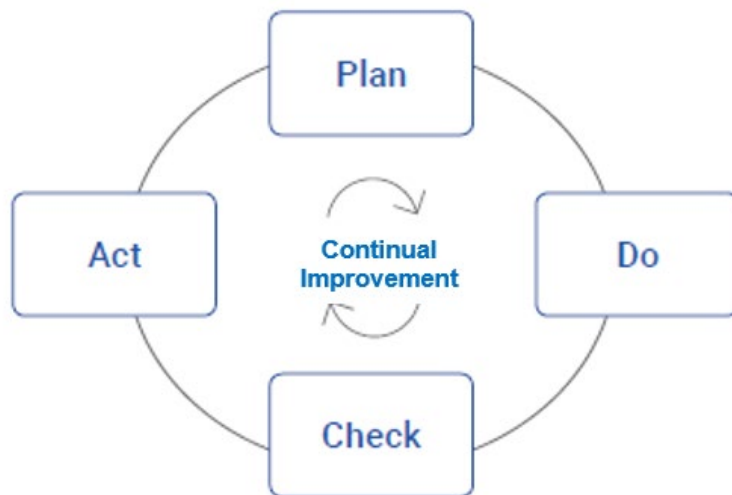 Plan
Act
Continual
Improvement
Do
Check